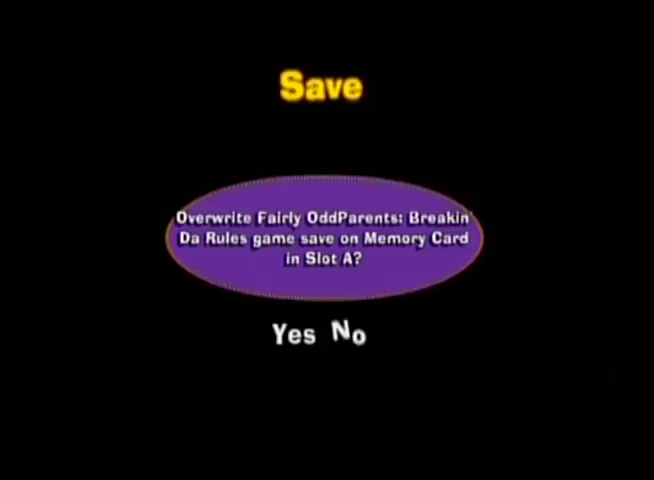 Save
Overwrite Fairly OddParents: Breakin'
Da Rules game save on Memory Card
in Slot A?
Yes No